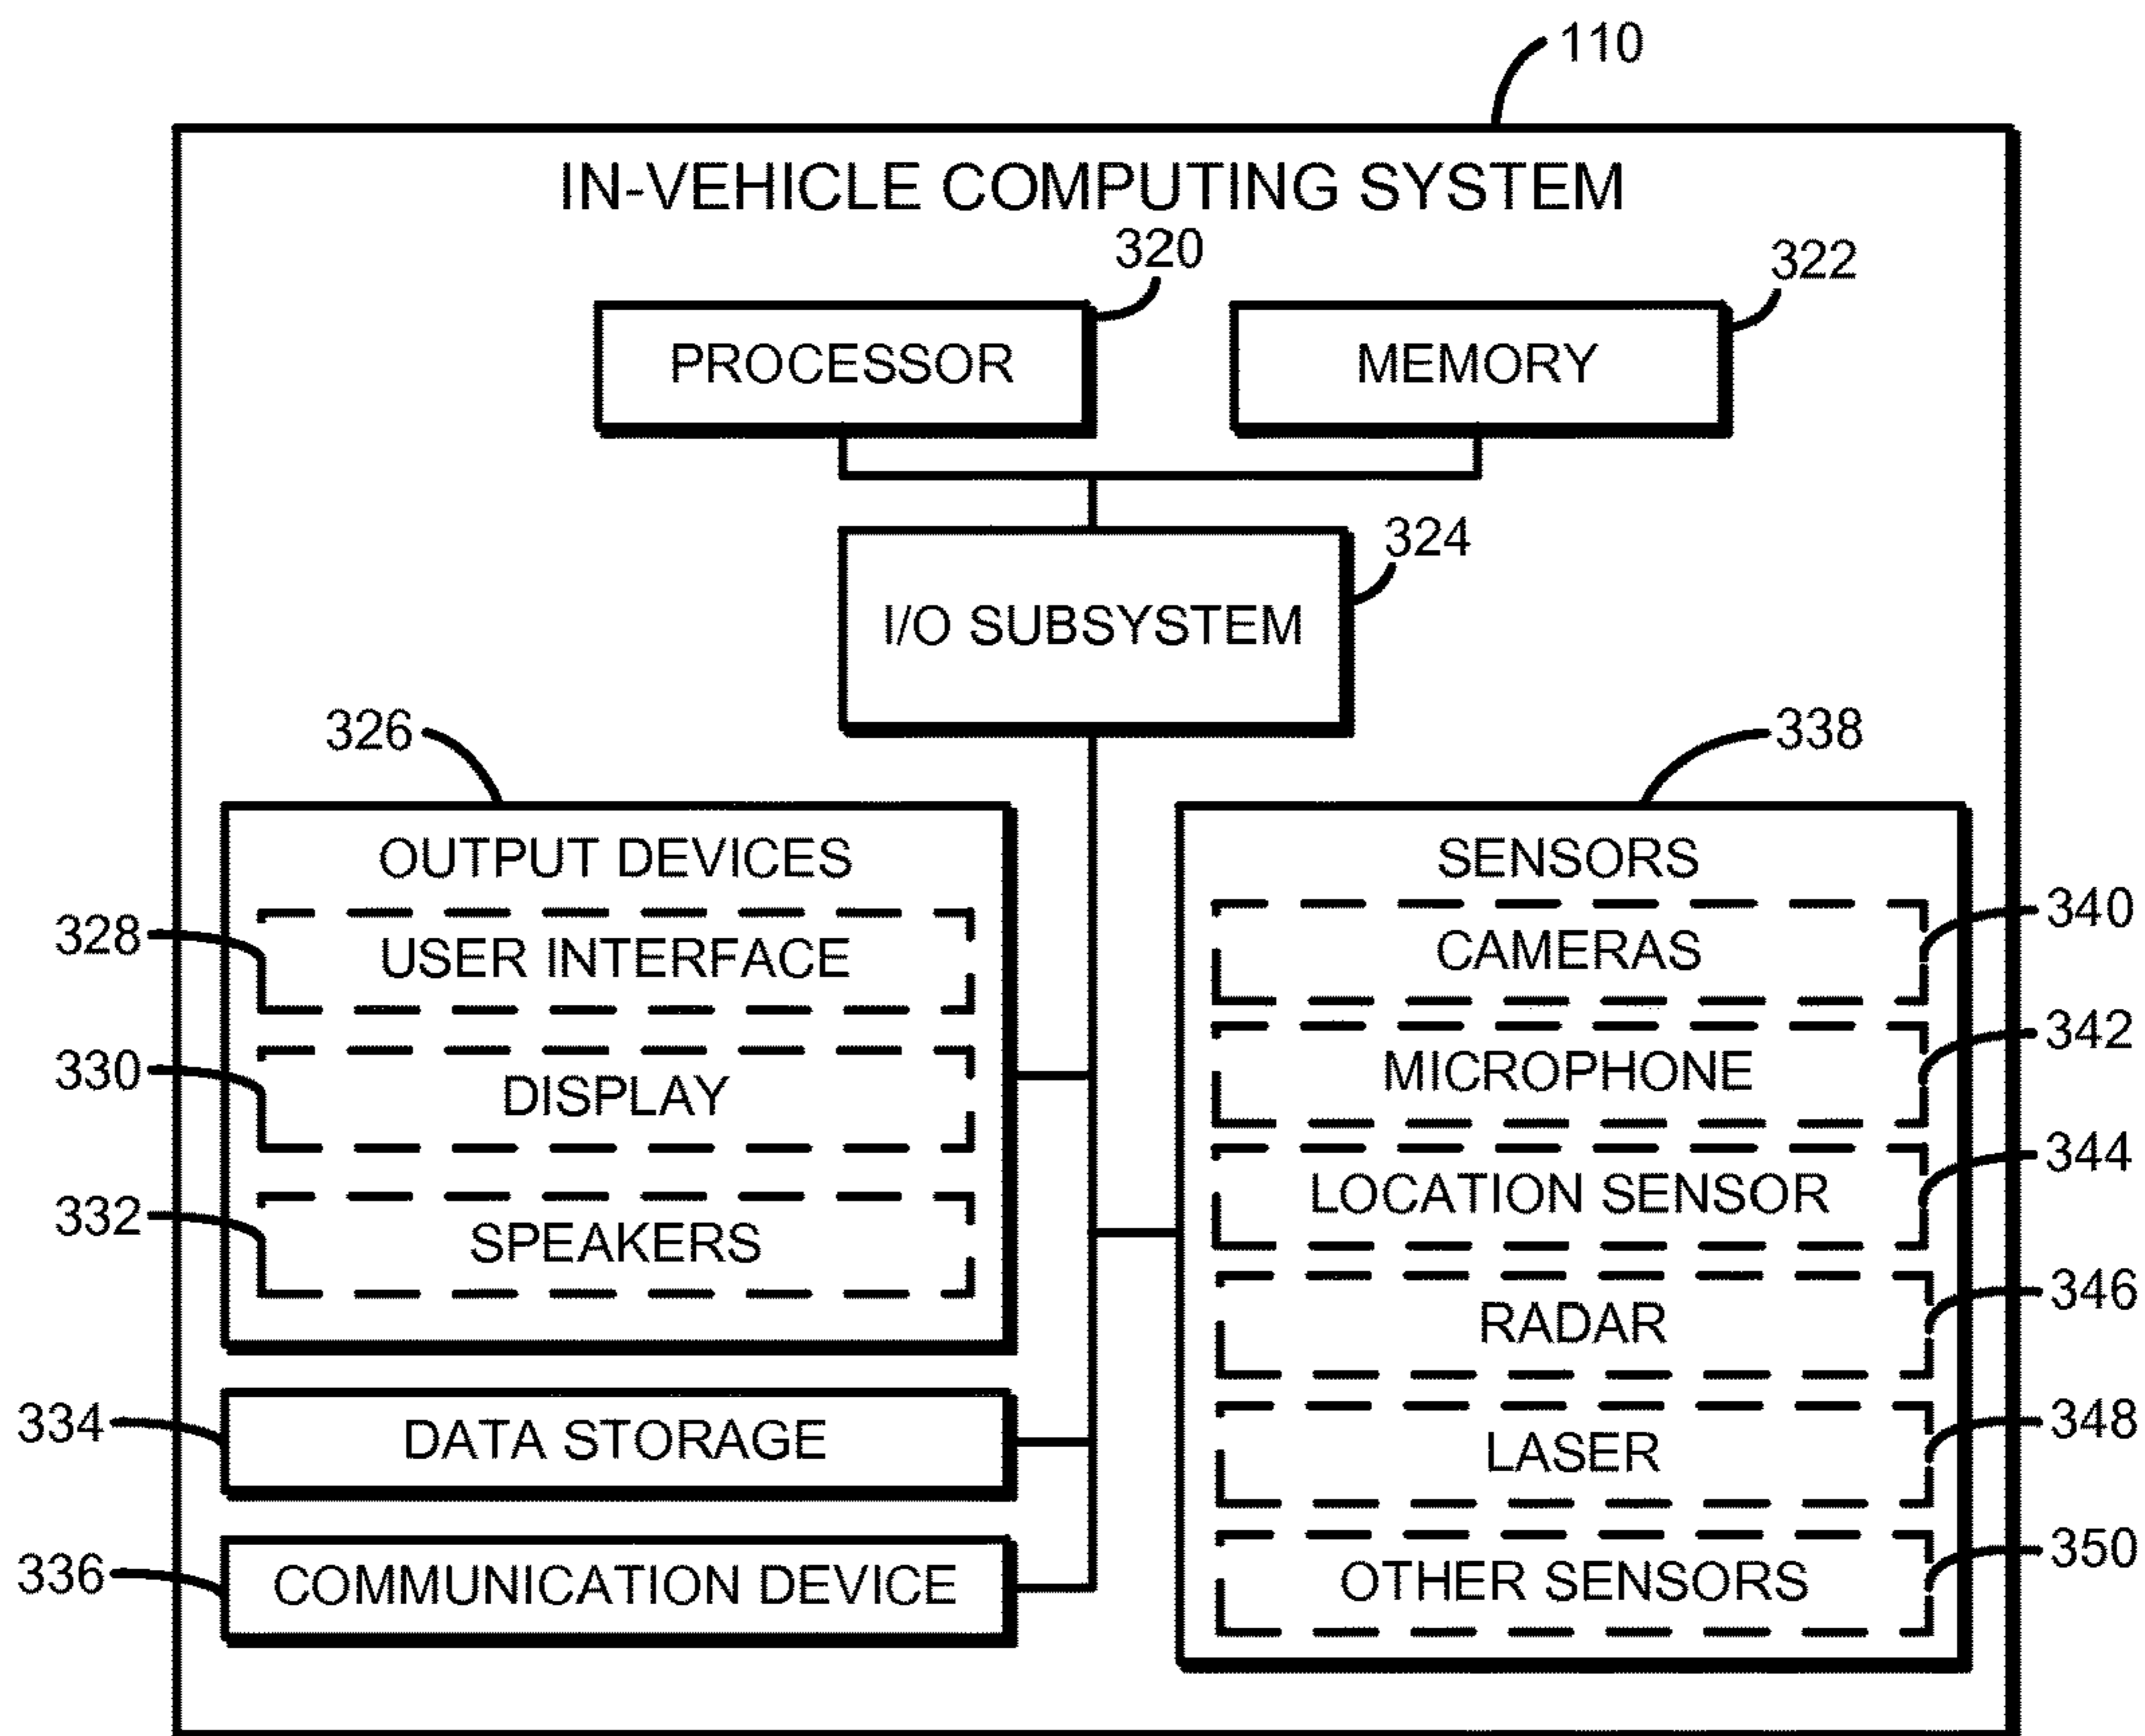 110
IN-VEHICLE COMPUTING SYSTEM
320
322
PROCESSOR
MEMORY
324
I/O SUBSYSTEM
326
338
OUTPUT DEVICES
328
USER INTERFACE
330
DISPLAY
332
SPEAKERS
334
DATA STORAGE
336
COMMUNICATION DEVICE
SENSORS
340
CAMERAS
342
MICROPHONE
344
LOCATION SENSOR
346
RADAR
348
LASER
350
OTHER SENSORS